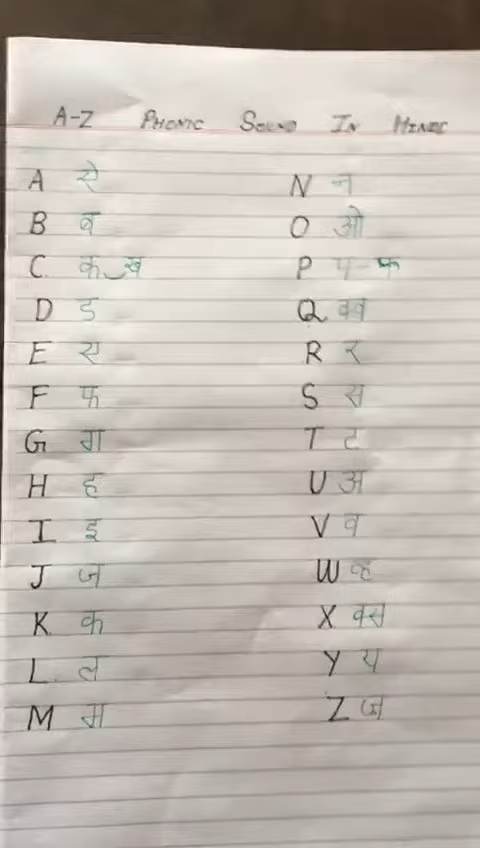 A-Z PHONIC SOUND IN HINDI
A ऐ
B ब
C. क ख
D ड
E ए
F फ
G ग
H ह
I इ
J ज
K क
L. ल
M म
N न
O ओ
P प-फ
Q क्व
R र
S स
T ट
U अ
V व
W व्ह
X क्स
Y य
Z ज